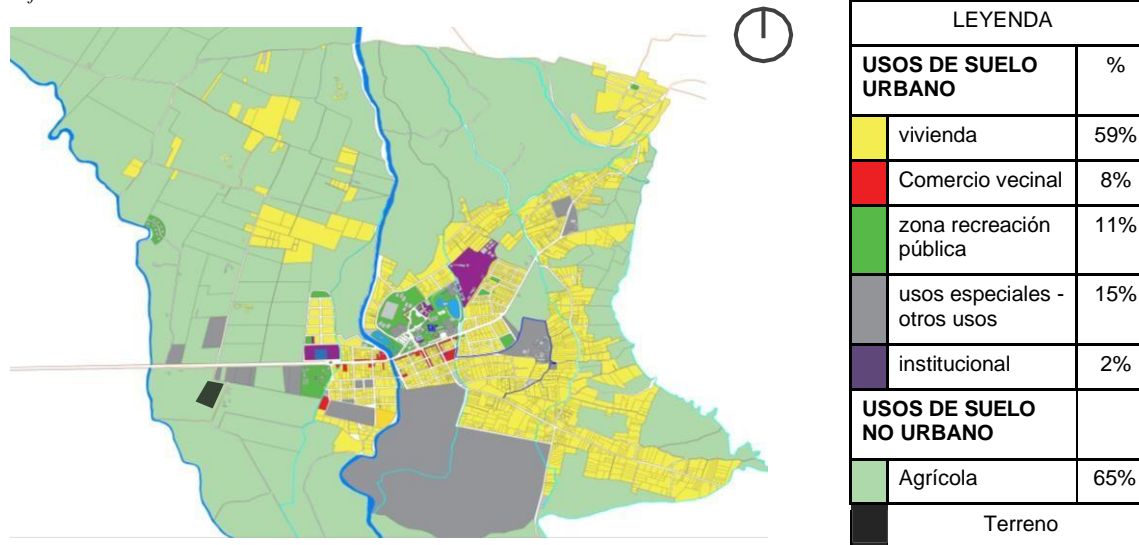 LEYENDA
USOS DE SUELO %
URBANO
vivienda 59%
Comercio vecinal 8%
zona recreación 11%
pública
usos especiales - 15%
otros usos
institucional 2%
USOS DE SUELO
NO URBANO
Agrícola 65%
Terreno